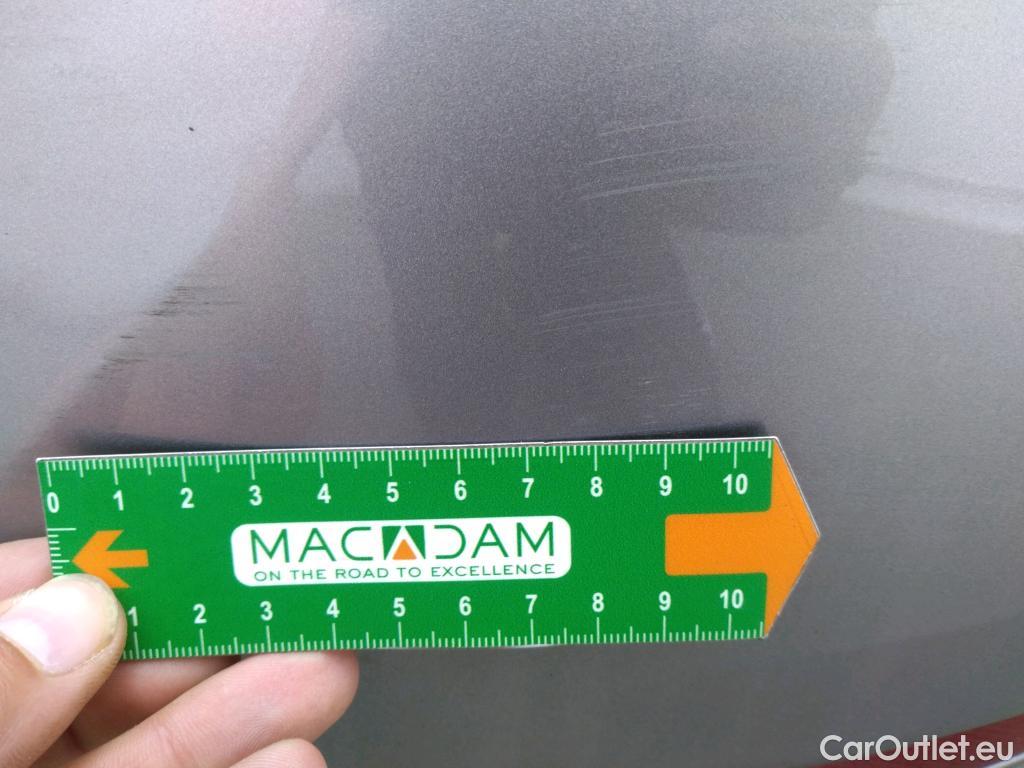 0 1 2 3 4 5 6 7 8 9 10
MACADAM
ON THE ROAD TO EXCELLENCE
1 2 3 4 5 6 7 8 9 10
CarOutlet.eu